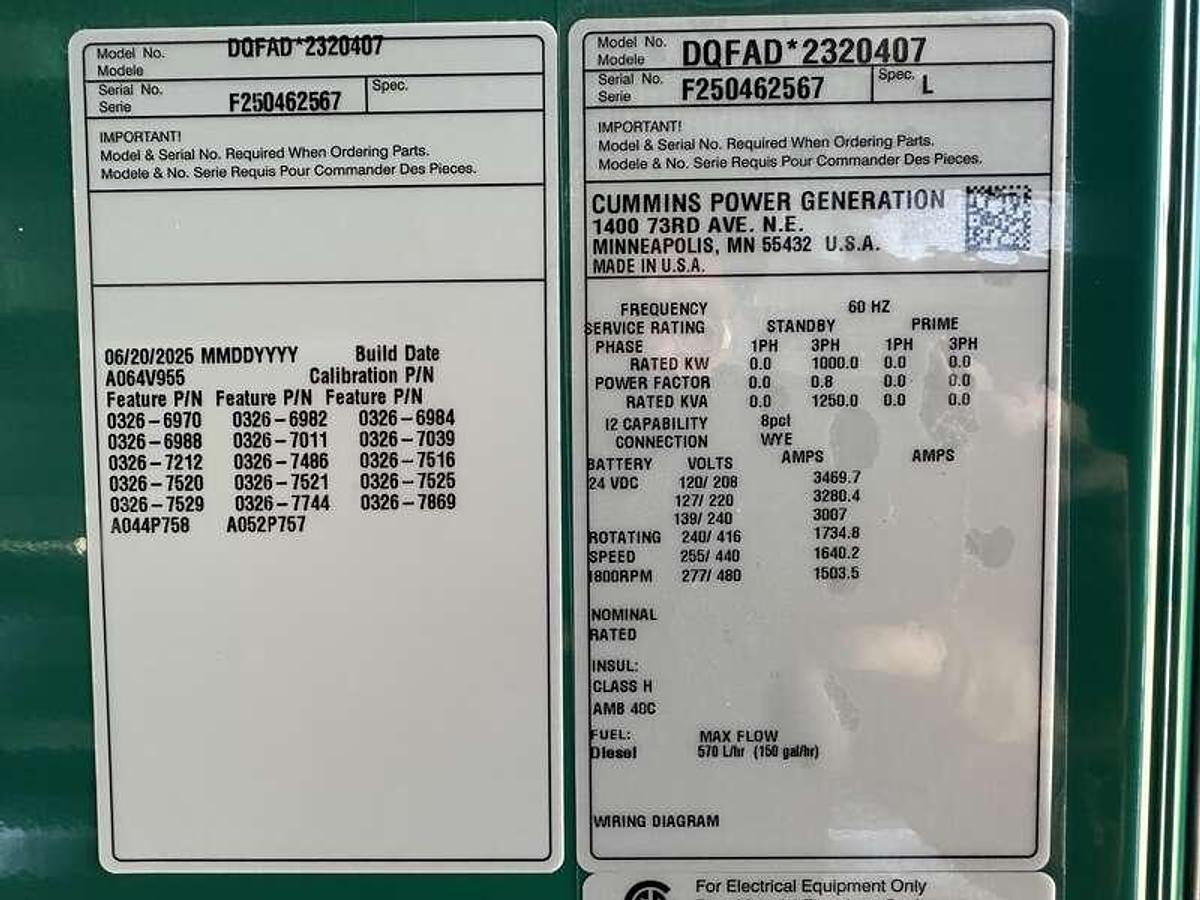 Model No. DQFAD*2320407
Modele
Serial No. Spec.
Serie F250462567
IMPORTANT!
Model & Serial No. Required When Ordering Parts.
Modele & No. Serie Requis Pour Commander Des Pieces.
06/20/2025 MMDDYYYY Build Date
A064V955 Calibration P/N
Feature P/N Feature P/N Feature P/N
0326-6970 0326-6982 0326-6984
0326-6988 0326-7011 0326-7039
0326-7212 0326-7486 0326-7516
0326-7520 0326-7521 0326-7525
0326-7529 0326-7744 0326-7869
A044P758 A052P757
Model No. DQFAD*2320407
Modele
Serial No. F250462567 Spec. L
Serie
IMPORTANT!
Model & Serial No. Required When Ordering Parts.
Modele & No. Serie Requis Pour Commander Des Pieces.
CUMMINS POWER GENERATION
1400 73RD AVE. N.E.
MINNEAPOLIS, MN 55432 U.S.A.
MADE IN U.S.A.
FREQUENCY 60 HZ
SERVICE RATING STANDBY PRIME
PHASE 1PH 3PH 1PH 3PH
RATED KW 0.0 1000.0 0.0 0.0
POWER FACTOR 0.0 0.8 0.0 0.0
RATED KVA 0.0 1250.0 0.0 0.0
I2 CAPABILITY 8pct
CONNECTION WYE
BATTERY VOLTS AMPS AMPS
24 VDC 120/ 208 3469.7
127/ 220 3280.4
139/ 240 3007
ROTATING 240/ 416 1734.8
SPEED 255/ 440 1640.2
1800RPM 277/ 480 1503.5
NOMINAL
RATED
INSUL:
CLASS H
AMB 40C
FUEL: MAX FLOW
Diesel 570 L/hr (150 gal/hr)
WIRING DIAGRAM
For Electrical Equipment Only